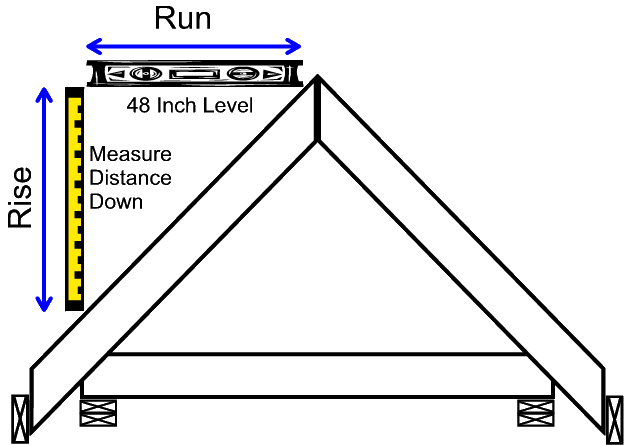 Run
48 Inch Level
Rise
Measure
Distance
Down